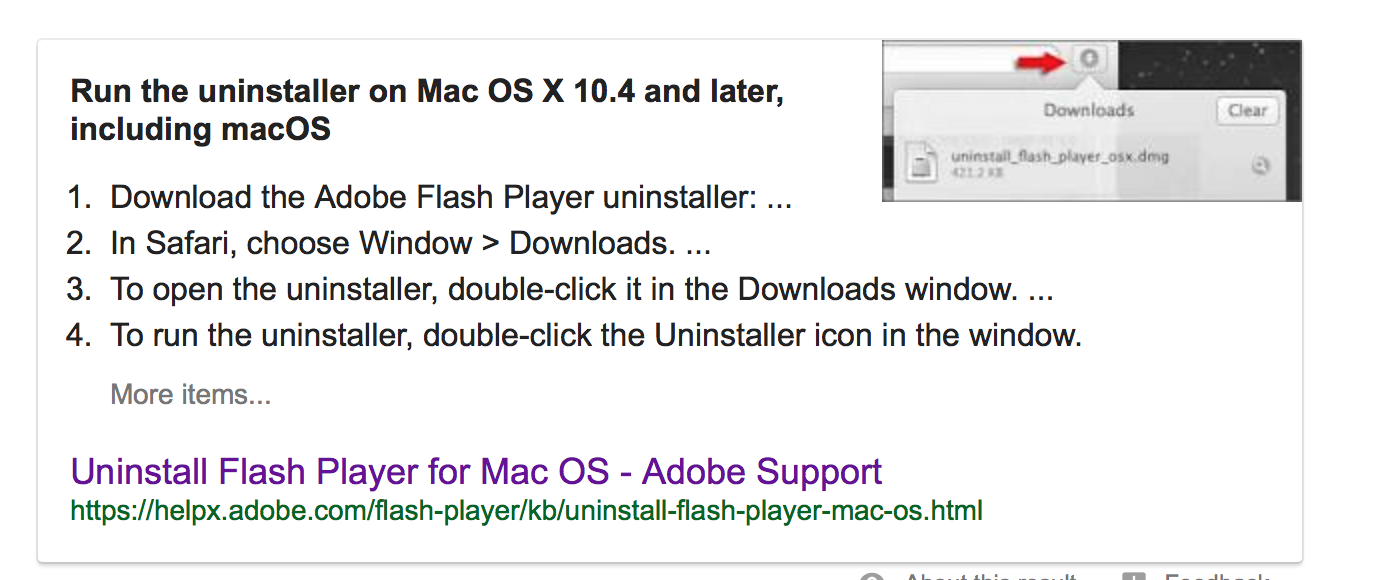 Run the uninstaller on Mac OS X 10.4 and later,
including macOS
Downloads
Clear
uninstall_flash_player_osx.dmg
421.2 KB
1. Download the Adobe Flash Player uninstaller: ...
2. In Safari, choose Window > Downloads. ...
3. To open the uninstaller, double-click it in the Downloads window. ...
4. To run the uninstaller, double-click the Uninstaller icon in the window.
More items...
Uninstall Flash Player for Mac OS - Adobe Support
https://helpx.adobe.com/flash-player/kb/uninstall-flash-player-mac-os.html
About this result
Feedback